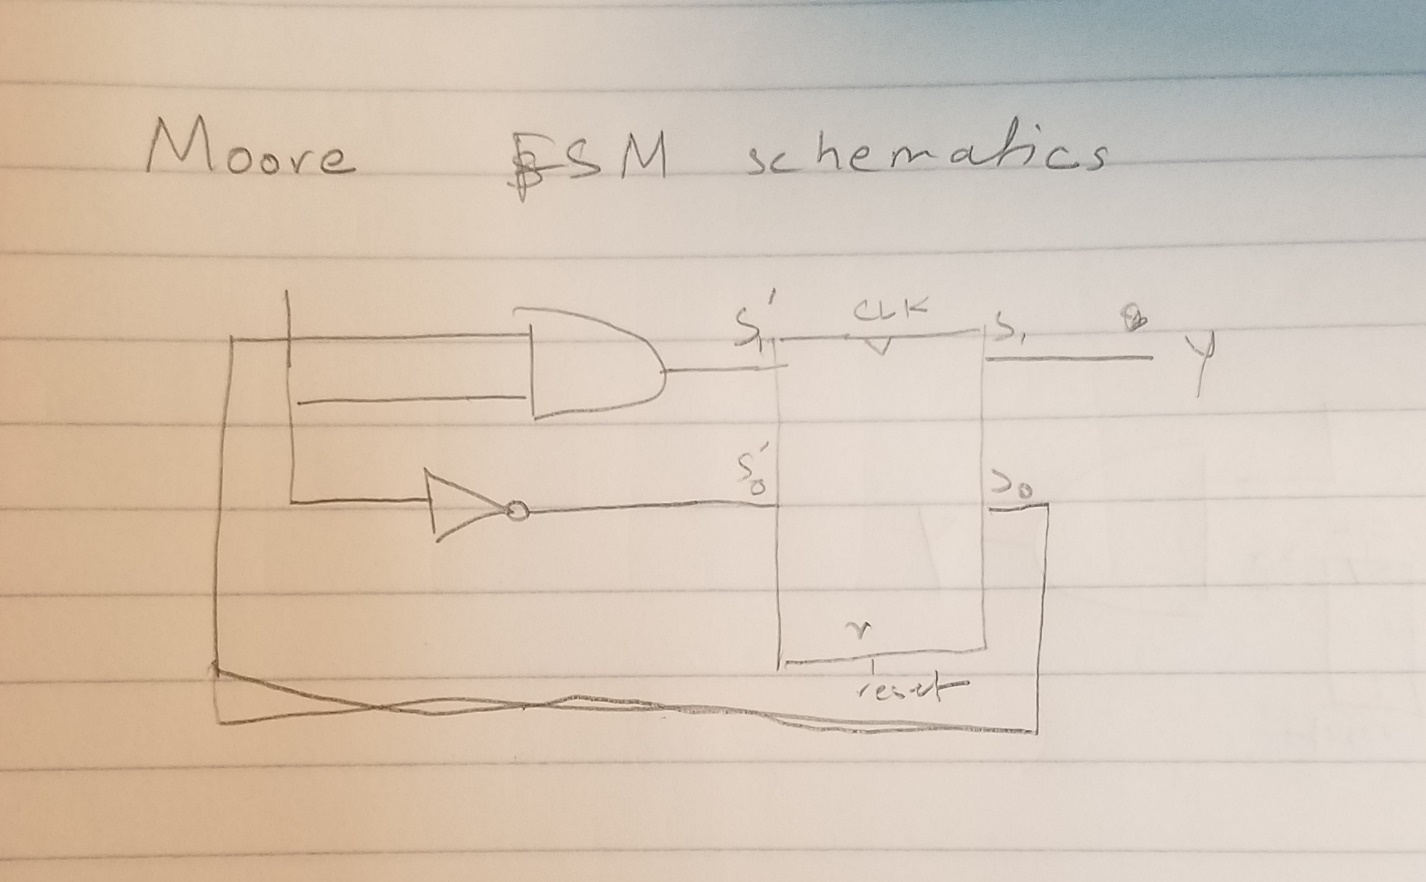 Moore FSM schematics
S₁' CLK S₁ Y
S₀' S₀
r
reset